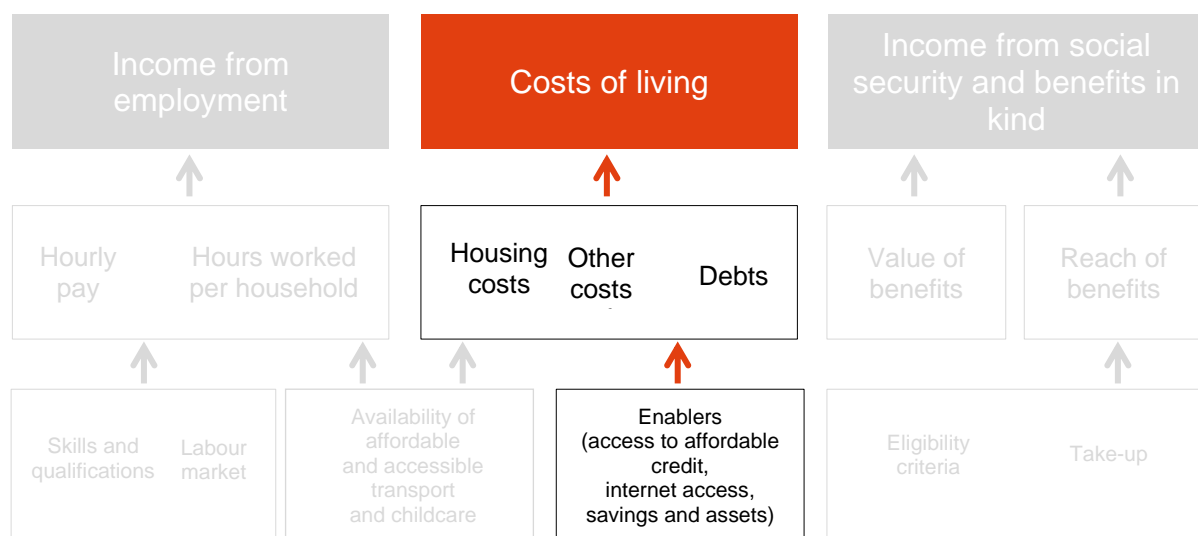 Income from
employment
Costs of living
Income from social
security and benefits in
kind
Hourly
pay
Hours worked
per household
Housing
costs
Other
costs
Debts
Value of
benefits
Reach of
benefits
Skills and
qualifications
Labour
market
Availability of
affordable
and accessible
transport
and childcare
Enablers
(access to affordable
credit,
internet access,
savings and assets)
Eligibility
criteria
Take-up